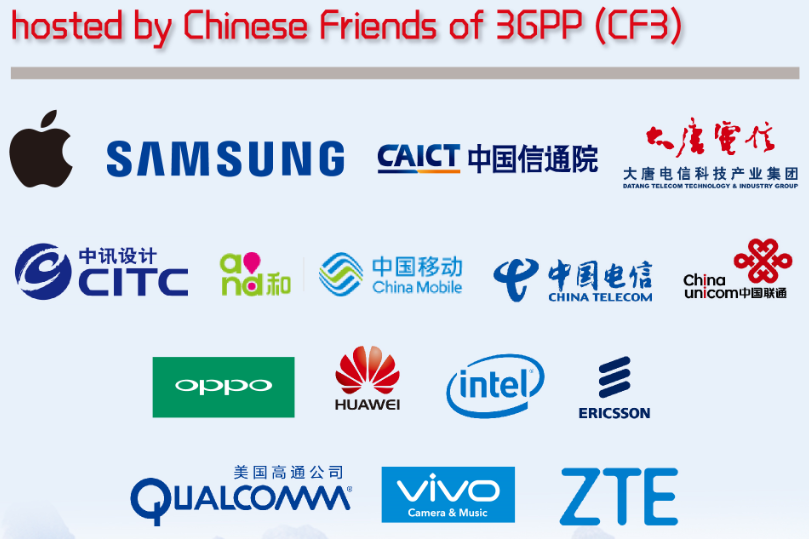 hosted by Chinese Friends of 3GPP (CF3)
SAMSUNG
CAICT 中国信通院
大唐电信
大唐电信科技产业集团
DATANG TELECOM TECHNOLOGY & INDUSTRY GROUP
中讯设计
CITC
and和
中国移动
China Mobile
中国电信
CHINA TELECOM
China
unicom中国联通
oppo
HUAWEI
intel
ERICSSON
美国高通公司
QUALCOMM®
vivo
Camera & Music
ZTE